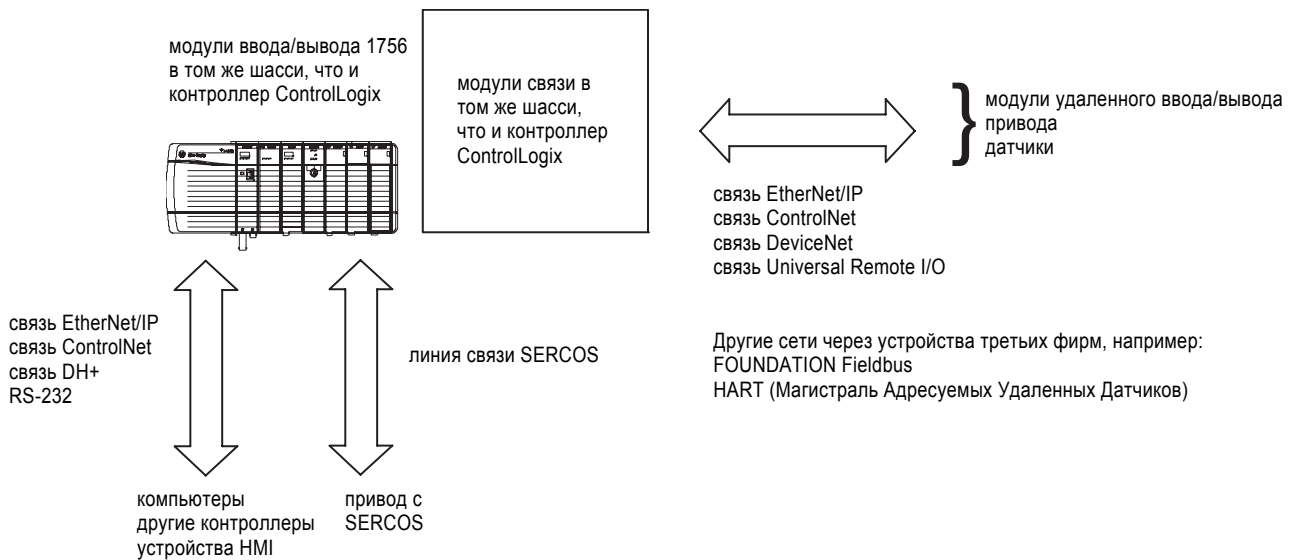 модули ввода/вывода 1756
в том же шасси, что и
контроллер ControlLogix
модули связи в
том же шасси,
что и контроллер
ControlLogix
модули удаленного ввода/вывода
привода
датчики
связь EtherNet/IP
связь ControlNet
связь DeviceNet
связь Universal Remote I/O
связь EtherNet/IP
связь ControlNet
связь DH+
RS-232
линия связи SERCOS
Другие сети через устройства третьих фирм, например:
FOUNDATION Fieldbus
HART (Магистраль Адресуемых Удаленных Датчиков)
компьютеры
другие контроллеры
устройства HMI
привод с
SERCOS